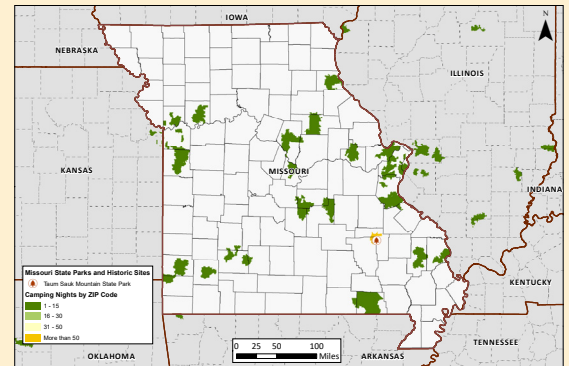 IOWA
N
NEBRASKA
ILLINOIS
KANSAS
MISSOURI
INDIANA
Missouri State Parks and Historic Sites
Taum Sauk Mountain State Park
Camping Nights by ZIP Code
1 - 15
16 - 30
31 - 50
More than 50
KENTUCKY
0 25 50 100
Miles
TENNESSEE
OKLAHOMA
ARKANSAS